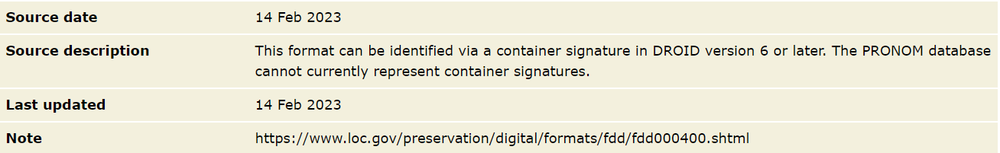 Source date 14 Feb 2023
Source description This format can be identified via a container signature in DROID version 6 or later. The PRONOM database
cannot currently represent container signatures.
Last updated 14 Feb 2023
Note https://www.loc.gov/preservation/digital/formats/fdd/fdd000400.shtml